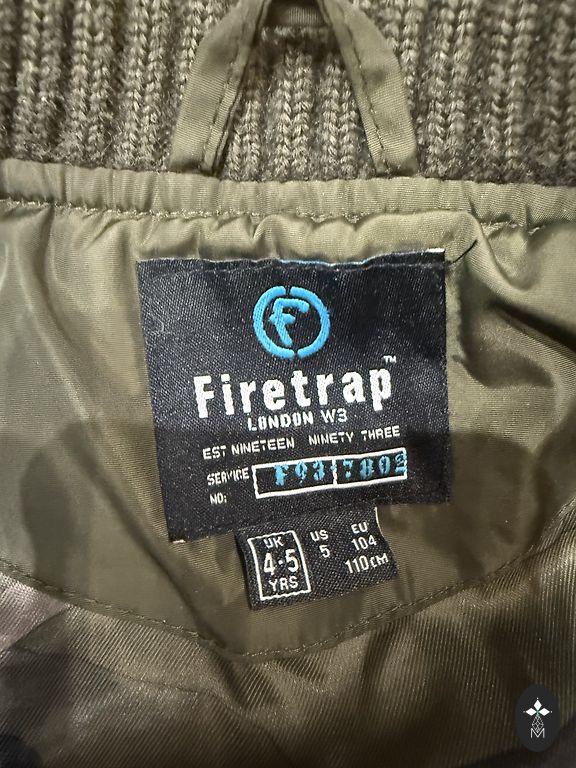 F
Firetrap™
LONDON W3
EST NINETEEN NINETY THREE
SERVICE NO: F93 780
UK 4-5 YRS
US 5
EU 104 110CM
M